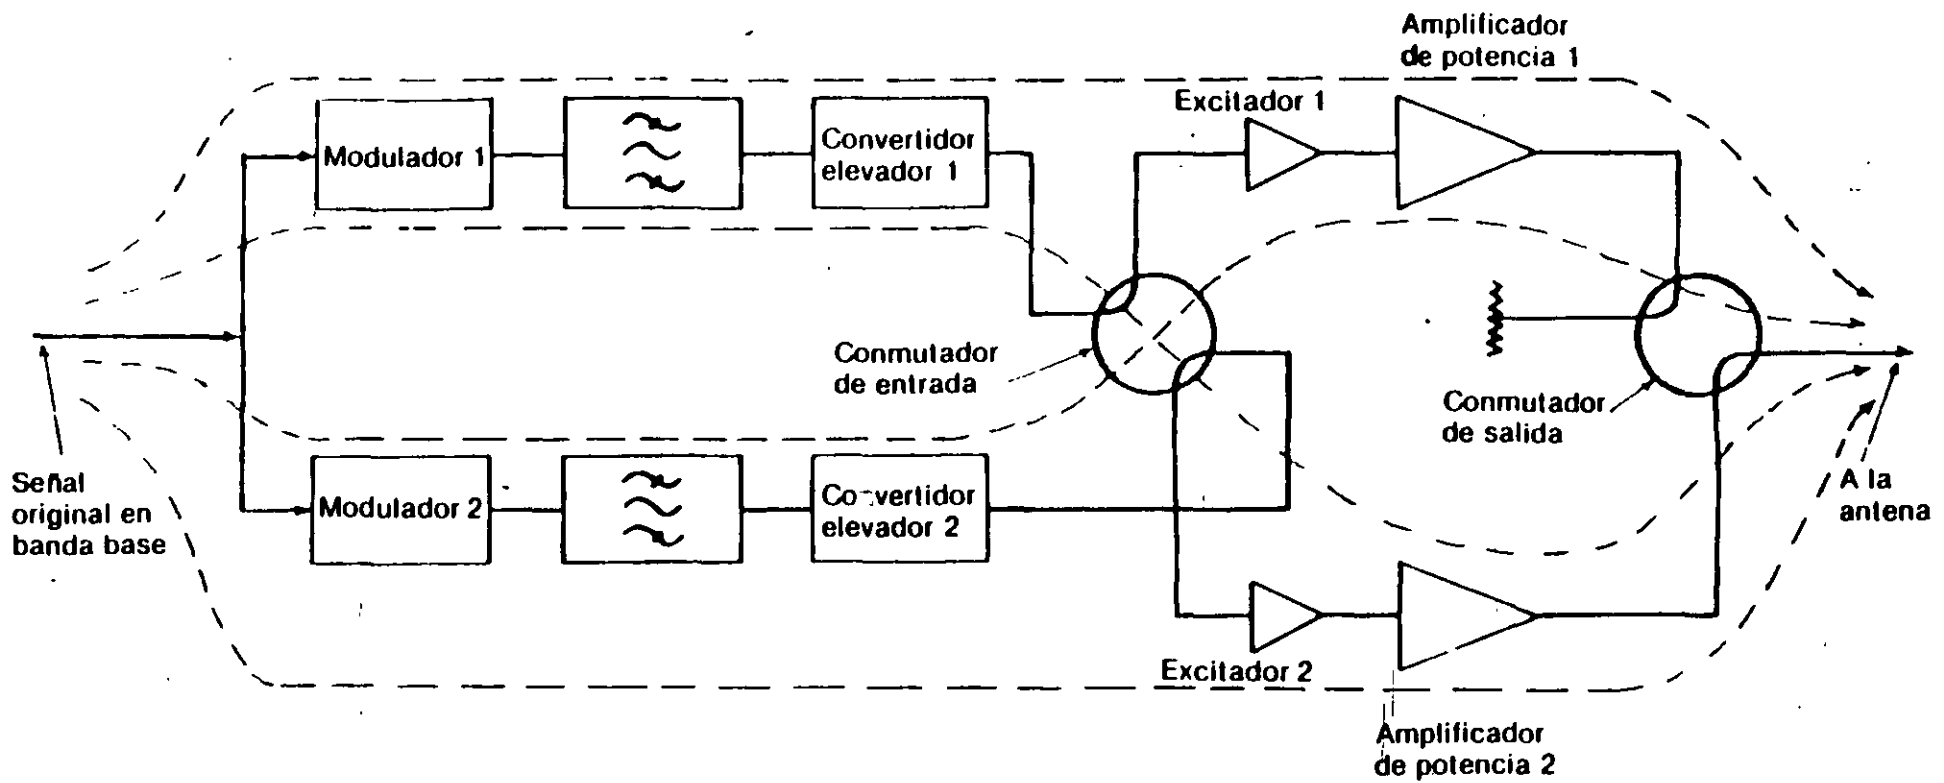 Amplificador
de potencia 1
Excitador 1
Modulador 1
Convertidor
elevador 1
Conmutador
de entrada
Conmutador
de salida
Señal
original en
banda base
Modulador 2
Convertidor
elevador 2
A la
antena
Excitador 2
Amplificador
de potencia 2